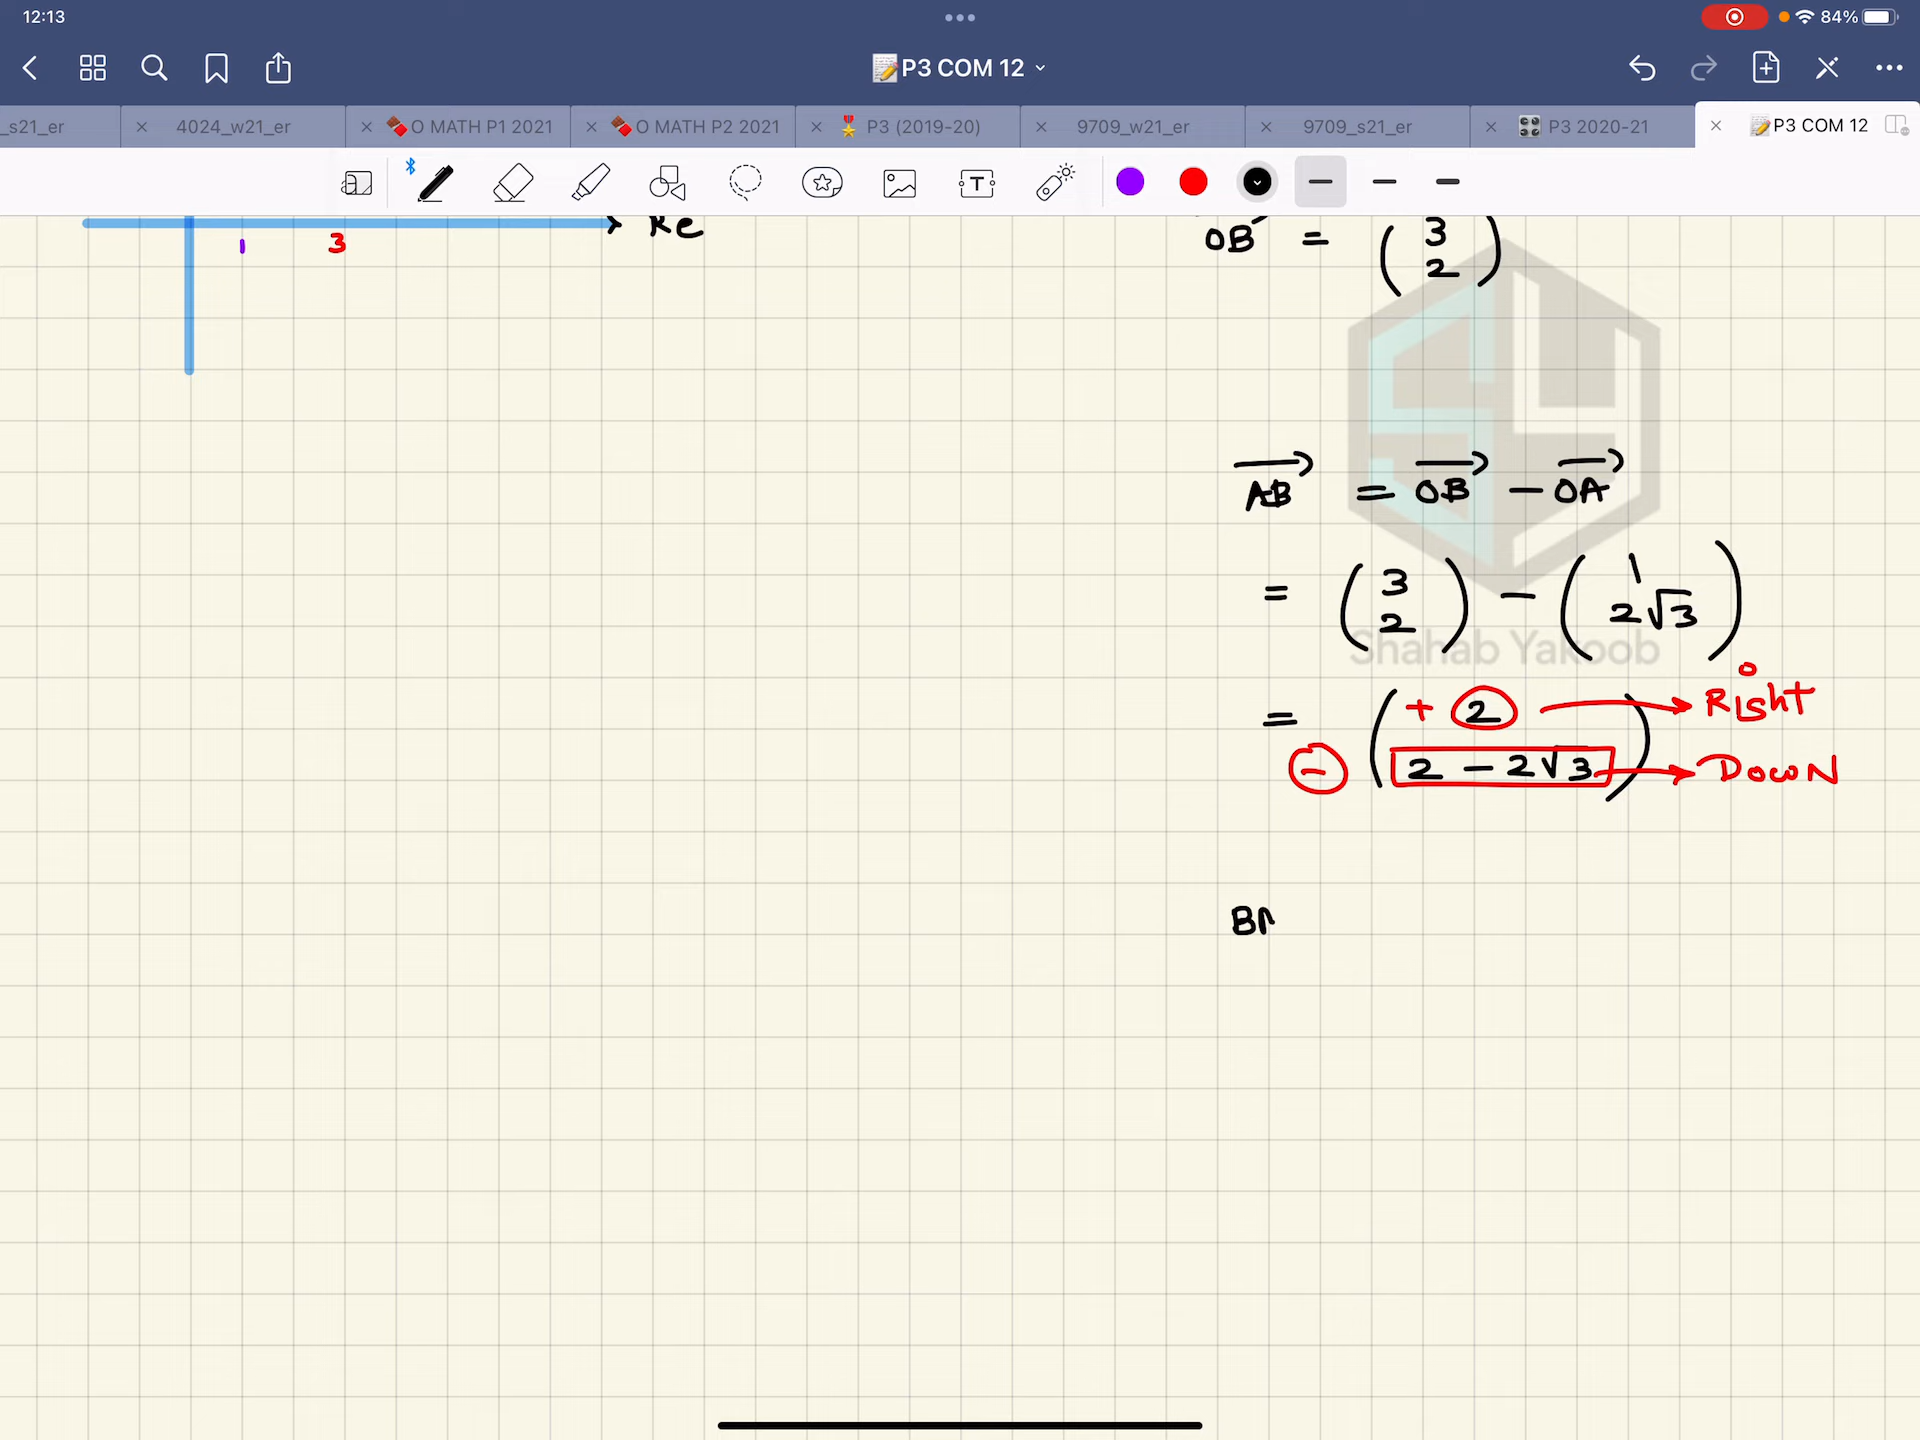 12:13
84%
P3 COM 12
_s21_er
4024_w21_er
O MATH P1 2021
O MATH P2 2021
P3 (2019-20)
9709_w21_er
9709_s21_er
P3 2020-21
P3 COM 12
Re
1 3
OB = ( 3 2 )
AB = OB - OA
= ( 3 2 ) - ( 1 2√3 )
Shahab Yakoob
= ( + 2 Right
- 2 - 2√3 ) DOWN